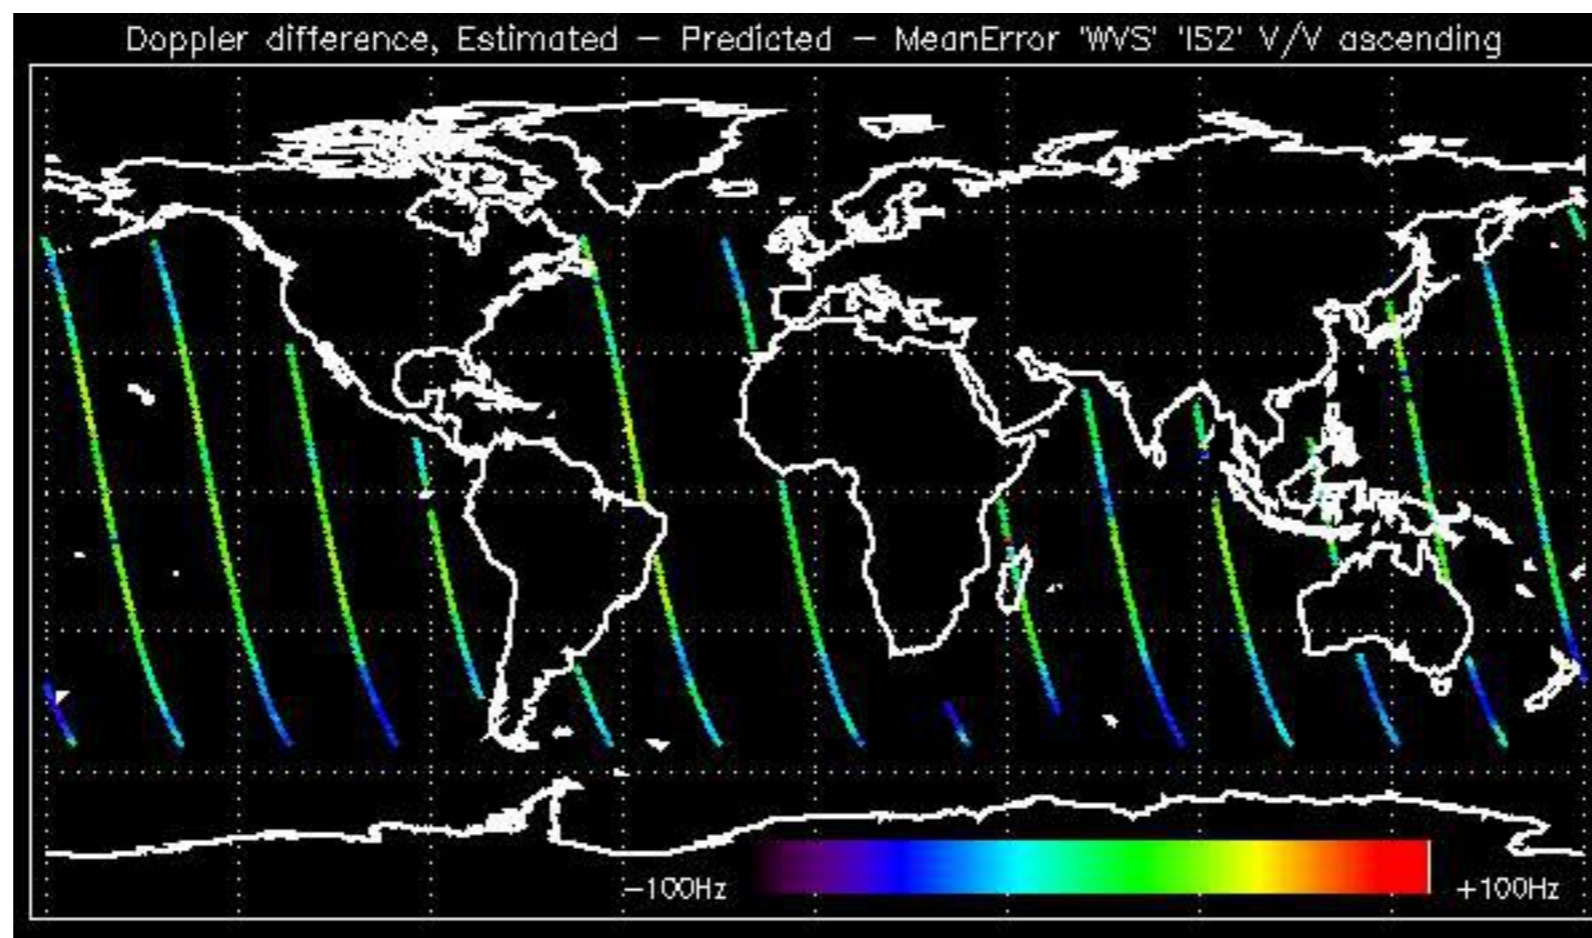 Doppler difference, Estimated – Predicted – MeanError 'WVS' 'IS2' V/V ascending
–100Hz
+100Hz